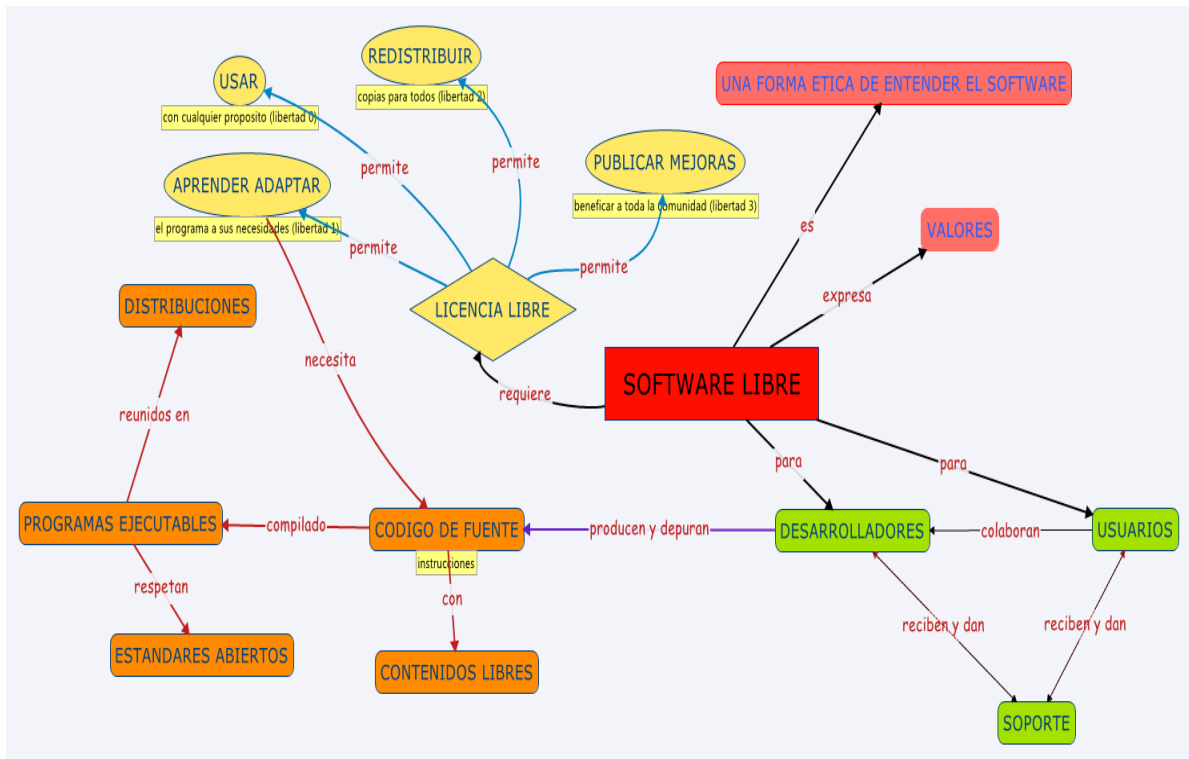 REDISTRIBUIR
copias para todos (libertad 2)
USAR
con cualquier proposito (libertad 0)
UNA FORMA ETICA DE ENTENDER EL SOFTWARE
permite
permite
PUBLICAR MEJORAS
beneficar a toda la comunidad (libertad 3)
APRENDER ADAPTAR
el programa a sus necesidades (libertad 1)
permite
permite
es
VALORES
expresa
DISTRIBUCIONES
LICENCIA LIBRE
necesita
requiere
SOFTWARE LIBRE
reunidos en
para
para
PROGRAMAS EJECUTABLES
compilado
CODIGO DE FUENTE
instrucciones
producen y depuran
DESARROLLADORES
colaboran
USUARIOS
respetan
con
reciben y dan
reciben y dan
ESTANDARES ABIERTOS
CONTENIDOS LIBRES
SOPORTE